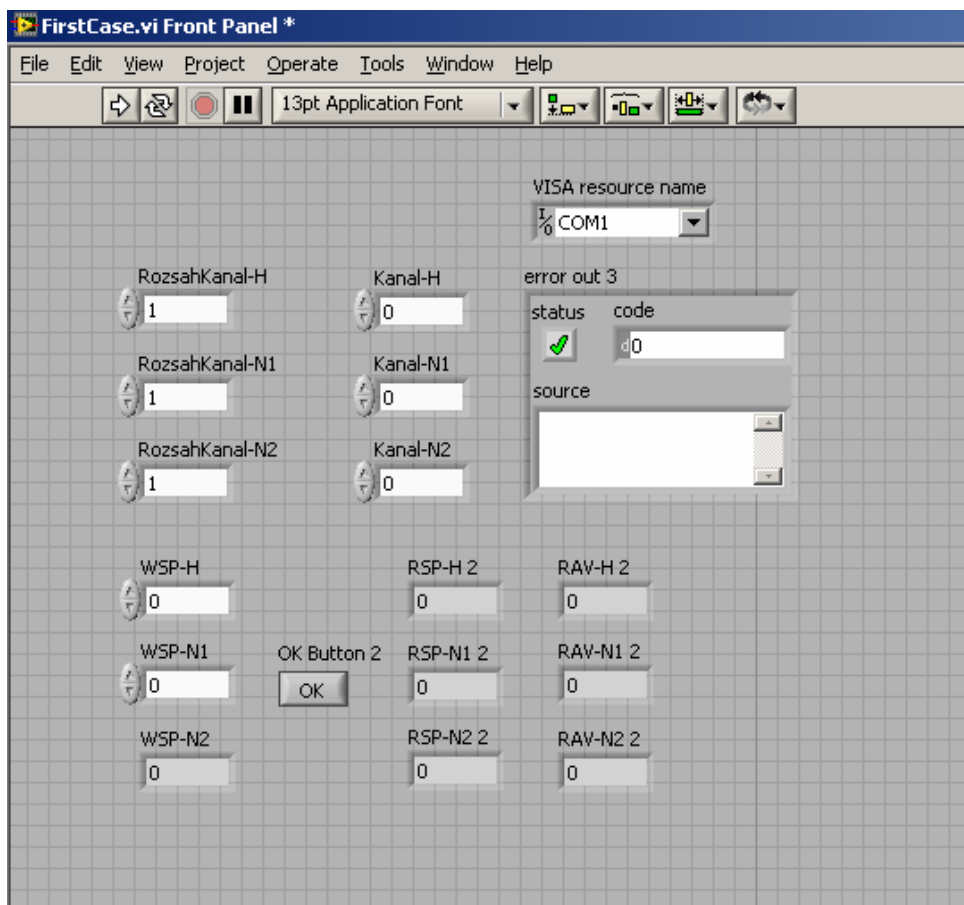 FirstCase.vi Front Panel *
File Edit View Project Operate Tools Window Help
13pt Application Font
VISA resource name
COM1
RozsahKanal-H Kanal-H error out 3
1 0 status code
d0
RozsahKanal-N1 Kanal-N1
1 0 source
RozsahKanal-N2 Kanal-N2
1 0
WSP-H RSP-H 2 RAV-H 2
0 0 0
WSP-N1 OK Button 2 RSP-N1 2 RAV-N1 2
0 OK 0 0
WSP-N2 RSP-N2 2 RAV-N2 2
0 0 0